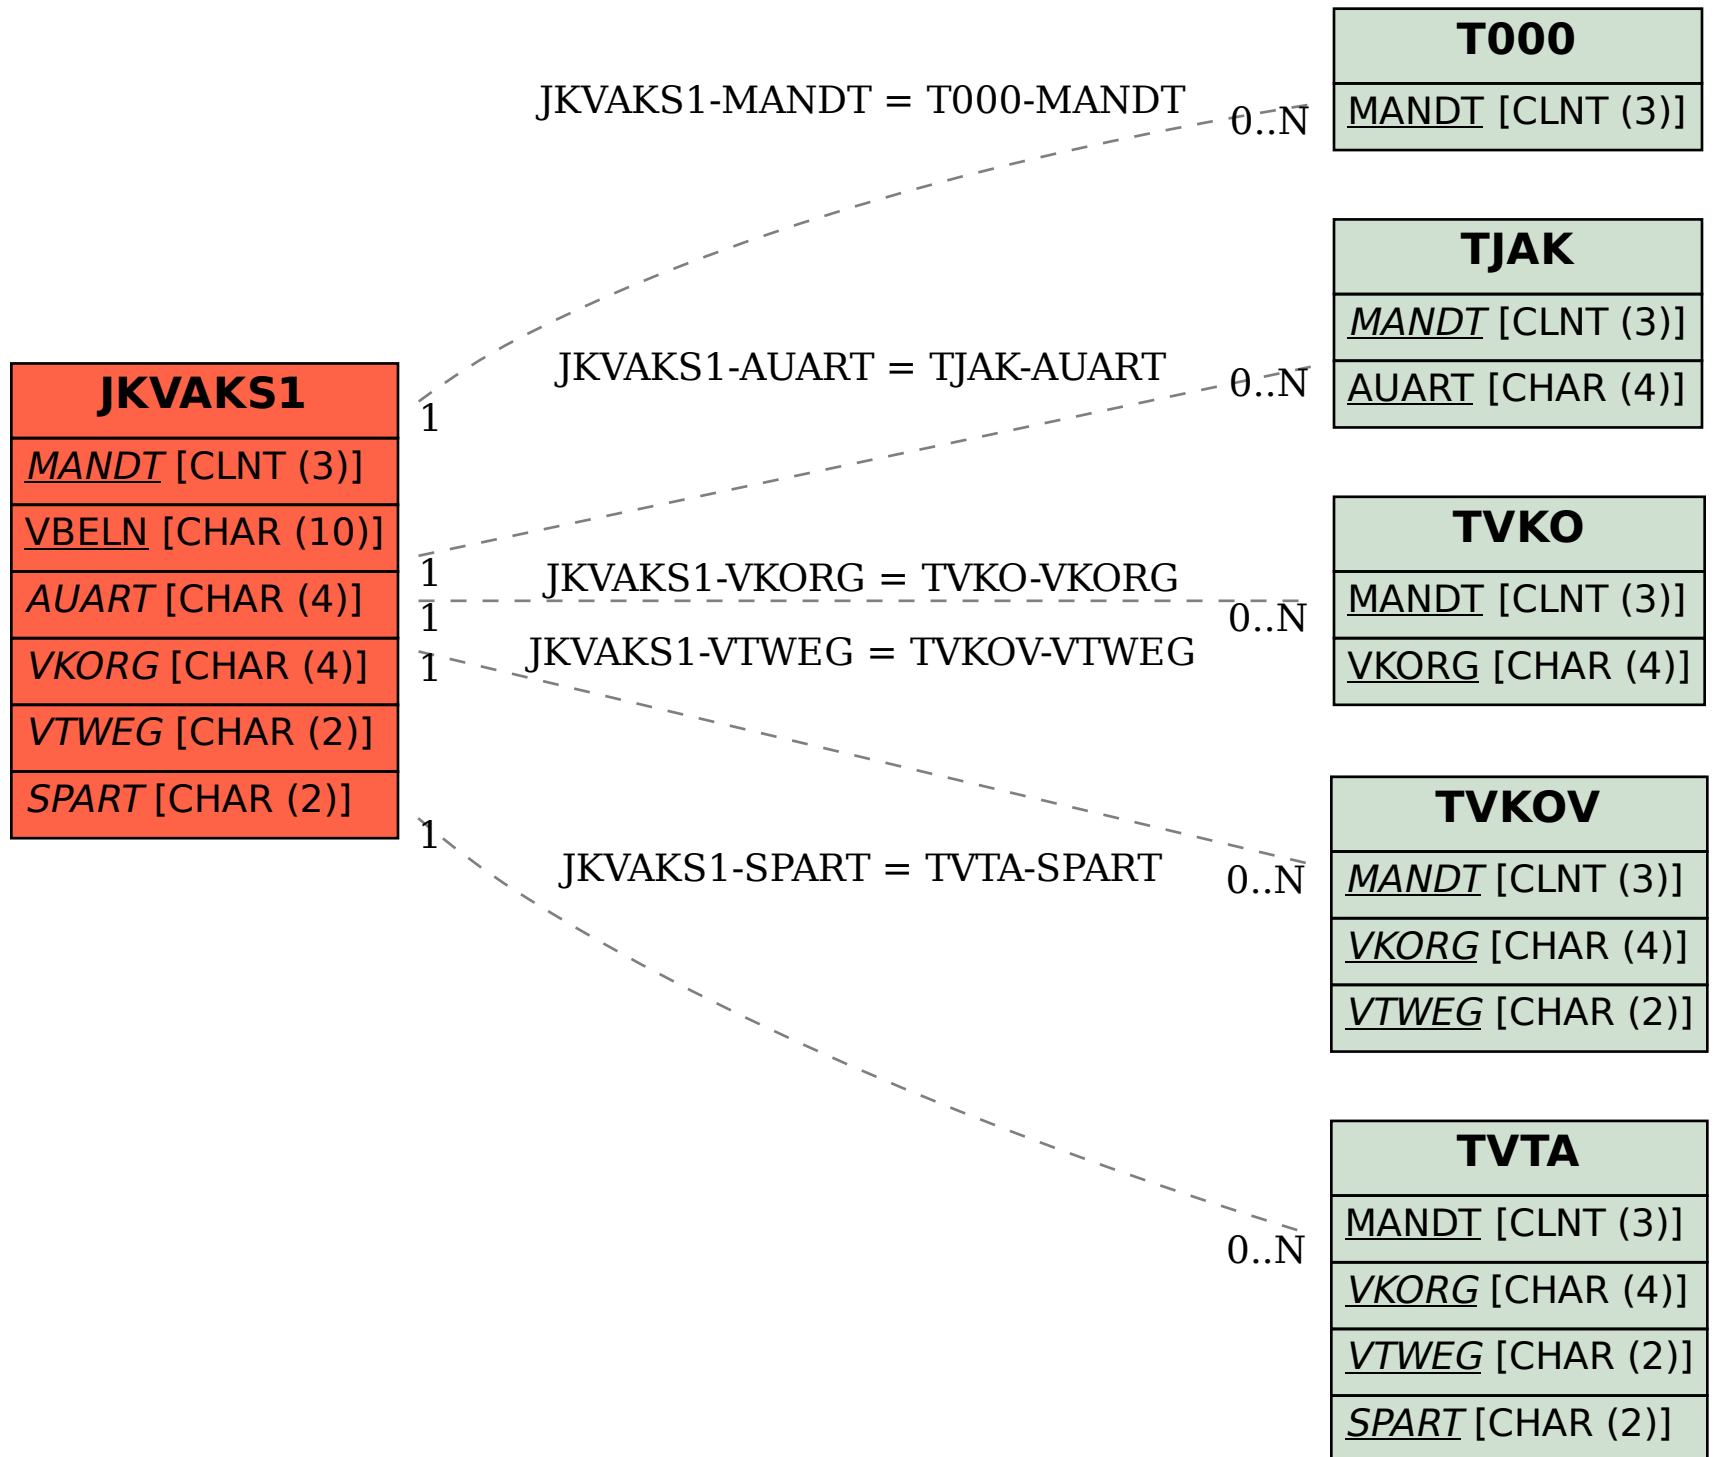 JKVAKS1
MANDT [CLNT (3)]
VBELN [CHAR (10)]
AUART [CHAR (4)]
VKORG [CHAR (4)]
VTWEG [CHAR (2)]
SPART [CHAR (2)]
JKVAKS1-MANDT = T000-MANDT
1
0..N
JKVAKS1-AUART = TJAK-AUART
1
0..N
JKVAKS1-VKORG = TVKO-VKORG
1
0..N
JKVAKS1-VTWEG = TVKOV-VTWEG
1
0..N
JKVAKS1-SPART = TVTA-SPART
1
0..N
T000
MANDT [CLNT (3)]
TJAK
MANDT [CLNT (3)]
AUART [CHAR (4)]
TVKO
MANDT [CLNT (3)]
VKORG [CHAR (4)]
TVKOV
MANDT [CLNT (3)]
VKORG [CHAR (4)]
VTWEG [CHAR (2)]
TVTA
MANDT [CLNT (3)]
VKORG [CHAR (4)]
VTWEG [CHAR (2)]
SPART [CHAR (2)]